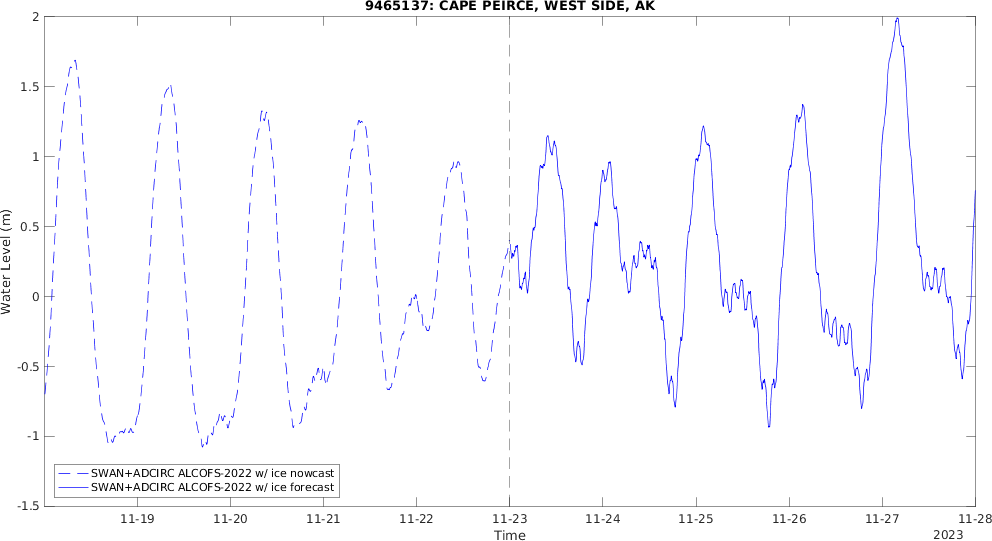 9465137: CAPE PEIRCE, WEST SIDE, AK
2
1.5
1
0.5
0
-0.5
-1
-1.5
Water Level (m)
SWAN+ADCIRC ALCOFS-2022 w/ ice nowcast
SWAN+ADCIRC ALCOFS-2022 w/ ice forecast
11-19 11-20 11-21 11-22 11-23 11-24 11-25 11-26 11-27 11-28
Time
2023